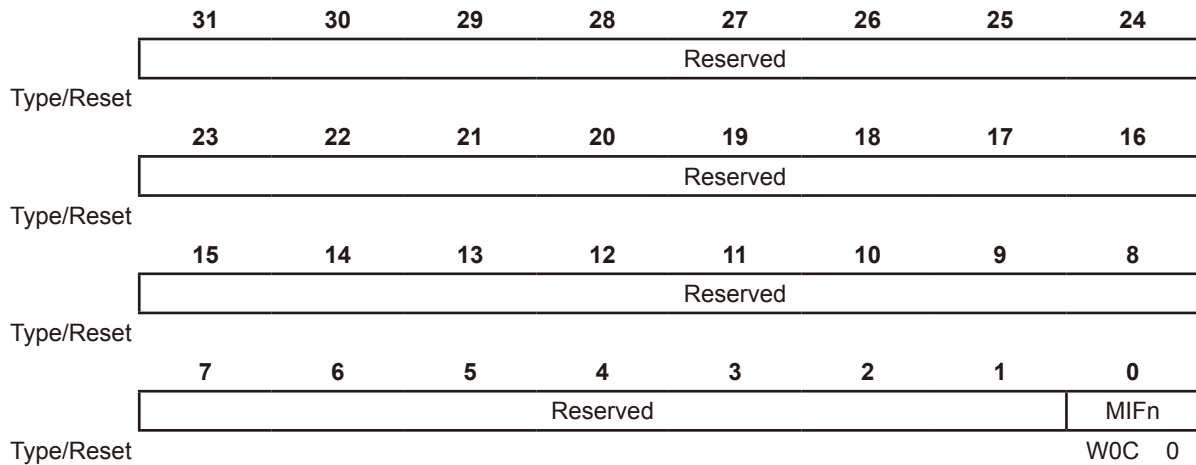 31 30 29 28 27 26 25 24
Reserved
Type/Reset
23 22 21 20 19 18 17 16
Reserved
Type/Reset
15 14 13 12 11 10 9 8
Reserved
Type/Reset
7 6 5 4 3 2 1 0
Reserved MIFn
Type/Reset W0C 0